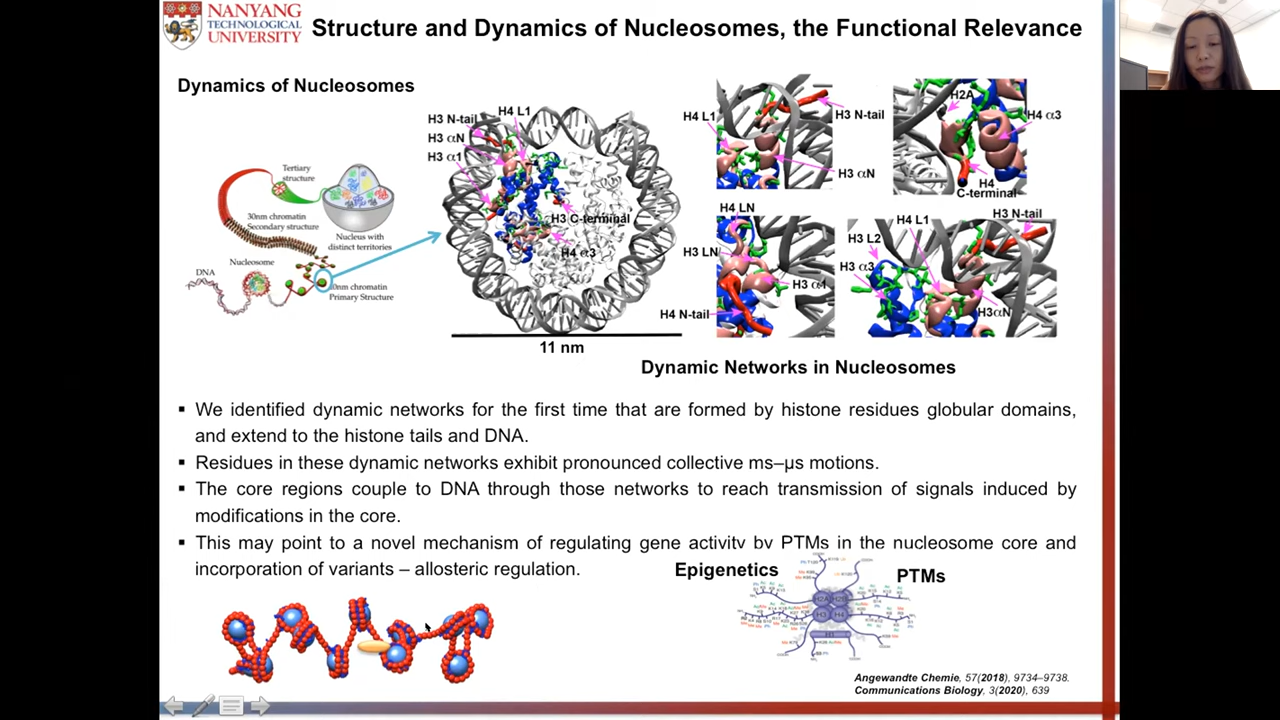 NANYANG
TECHNOLOGICAL
UNIVERSITY
Structure and Dynamics of Nucleosomes, the Functional Relevance
Dynamics of Nucleosomes
Tertiary
structure
30nm chromatin
Secondary structure
Nucleus with
distinct territories
Nucleosome
DNA
10nm chromatin
Primary Structure
H4 L1
H3 N-tail
H3 αN
H3 α1
H3 C-terminal
H4 α3
11 nm
H4 L1
H3 N-tail
H3 αN
H2A
H4 α3
H4
C-terminal
H4 LN
H3 LN
H3 α1
H4 N-tail
H4 L1
H3 N-tail
H3 L2
H3 α3
H3αN
Dynamic Networks in Nucleosomes
▪ We identified dynamic networks for the first time that are formed by histone residues globular domains,
and extend to the histone tails and DNA.
▪ Residues in these dynamic networks exhibit pronounced collective ms–μs motions.
▪ The core regions couple to DNA through those networks to reach transmission of signals induced by
modifications in the core.
▪ This may point to a novel mechanism of regulating gene activity by PTMs in the nucleosome core and
incorporation of variants – allosteric regulation.
Epigenetics
PTMs
H2A H2B
H3 H4
Angewandte Chemie, 57(2018), 9734–9738.
Communications Biology, 3(2020), 639